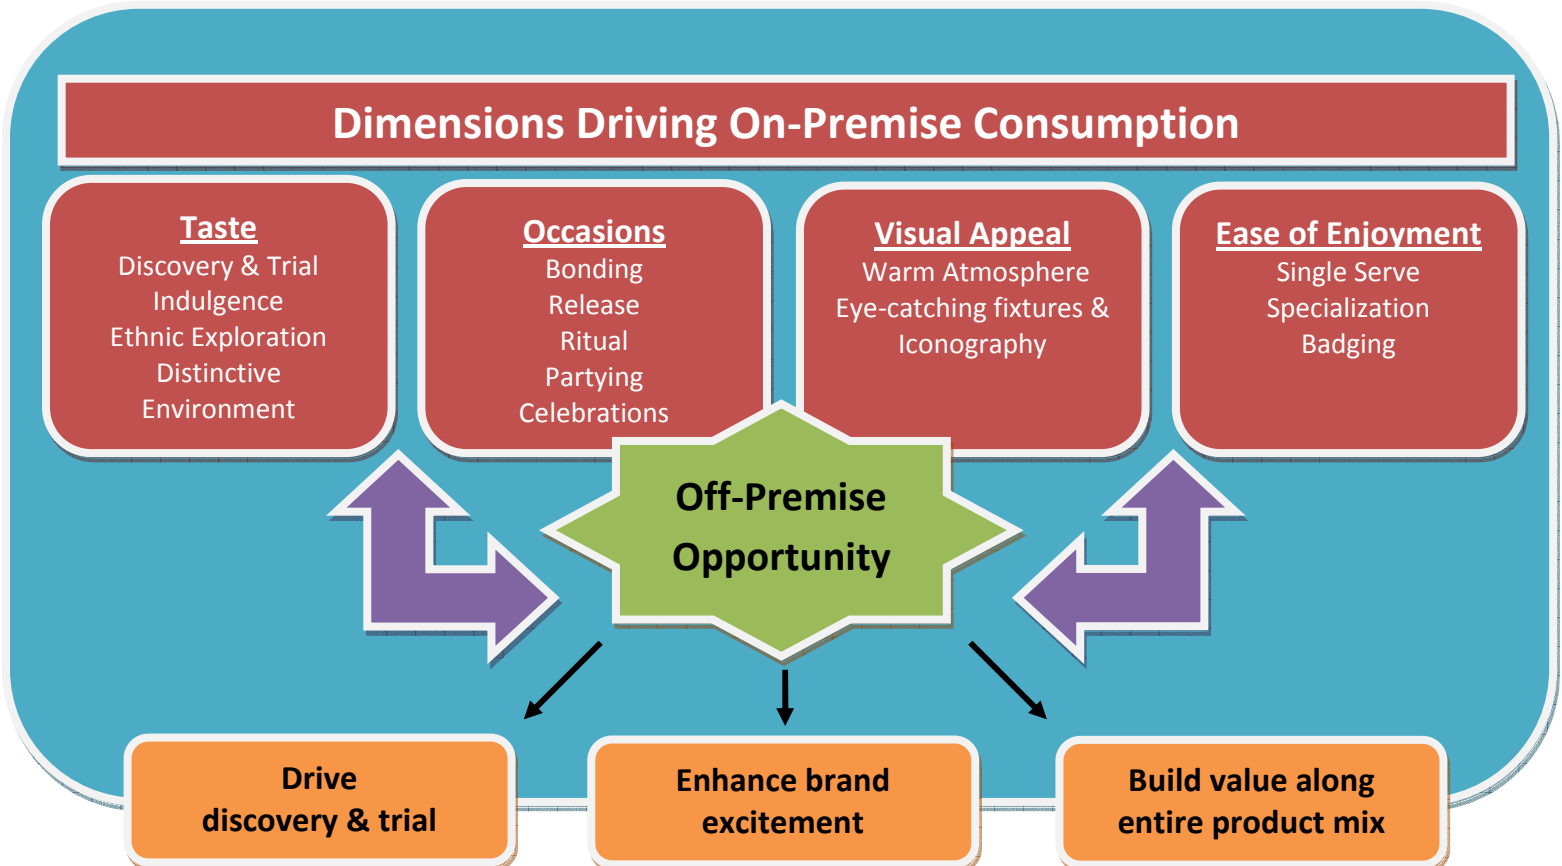 Dimensions Driving On-Premise Consumption
Taste
Discovery & Trial
Indulgence
Ethnic Exploration
Distinctive
Environment
Occasions
Bonding
Release
Ritual
Partying
Celebrations
Visual Appeal
Warm Atmosphere
Eye-catching fixtures &
Iconography
Ease of Enjoyment
Single Serve
Specialization
Badging
Off-Premise
Opportunity
Drive
discovery & trial
Enhance brand
excitement
Build value along
entire product mix